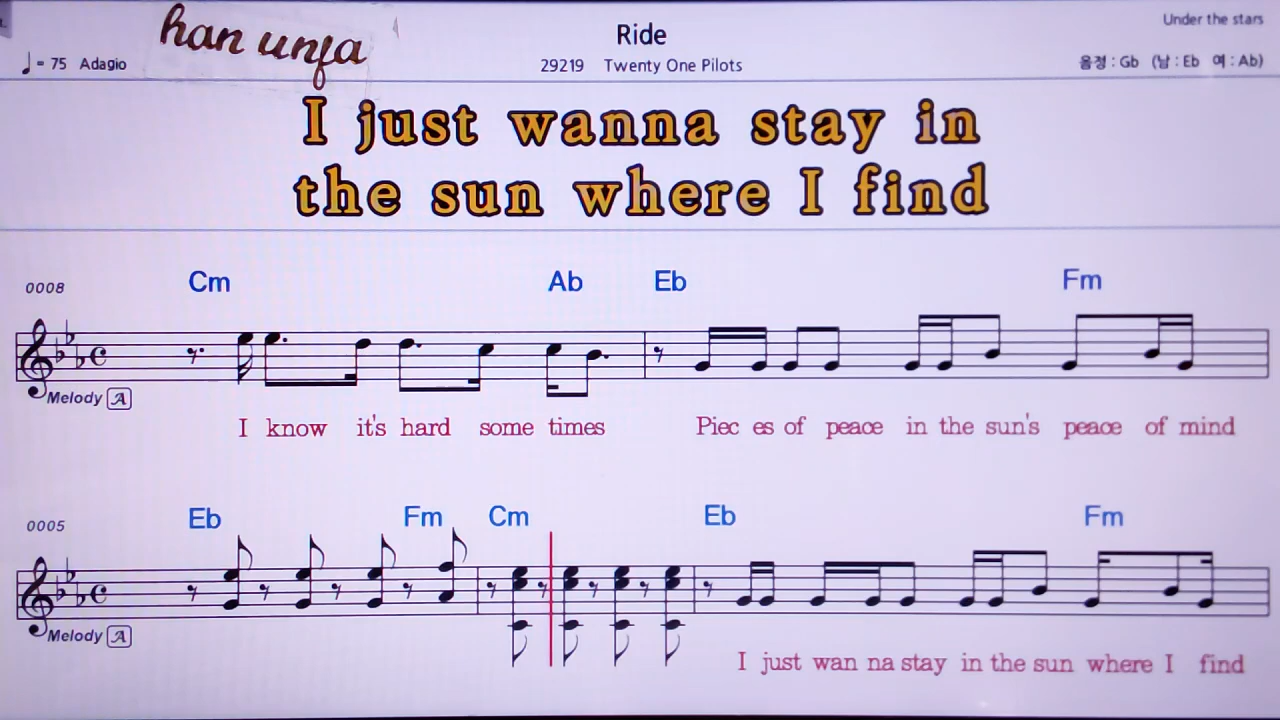 han unfa
Ride
Under the stars
♩= 75 Adagio
29219 Twenty One Pilots
음정 : Gb (남 : Eb 여 : Ab)
I just wanna stay in
the sun where I find
0008
Cm Ab Eb Fm
Melody A
I know it's hard some times Piec es of peace in the sun's peace of mind
0005
Eb Fm Cm Eb Fm
Melody A
I just wan na stay in the sun where I find